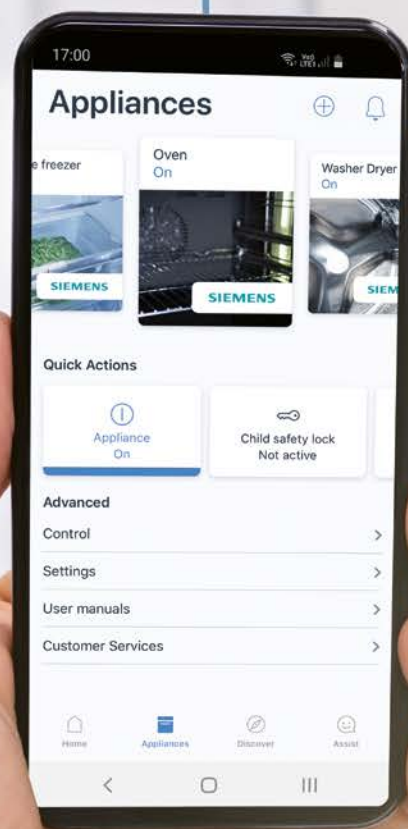 17:00
Appliances
e freezer
Oven
On
Washer Dryer
On
SIEMENS
SIEMENS
SIEM
Quick Actions
Appliance
On
Child safety lock
Not active
Advanced
Control
Settings
User manuals
Customer Services
Home
Appliances
Discover
Assist